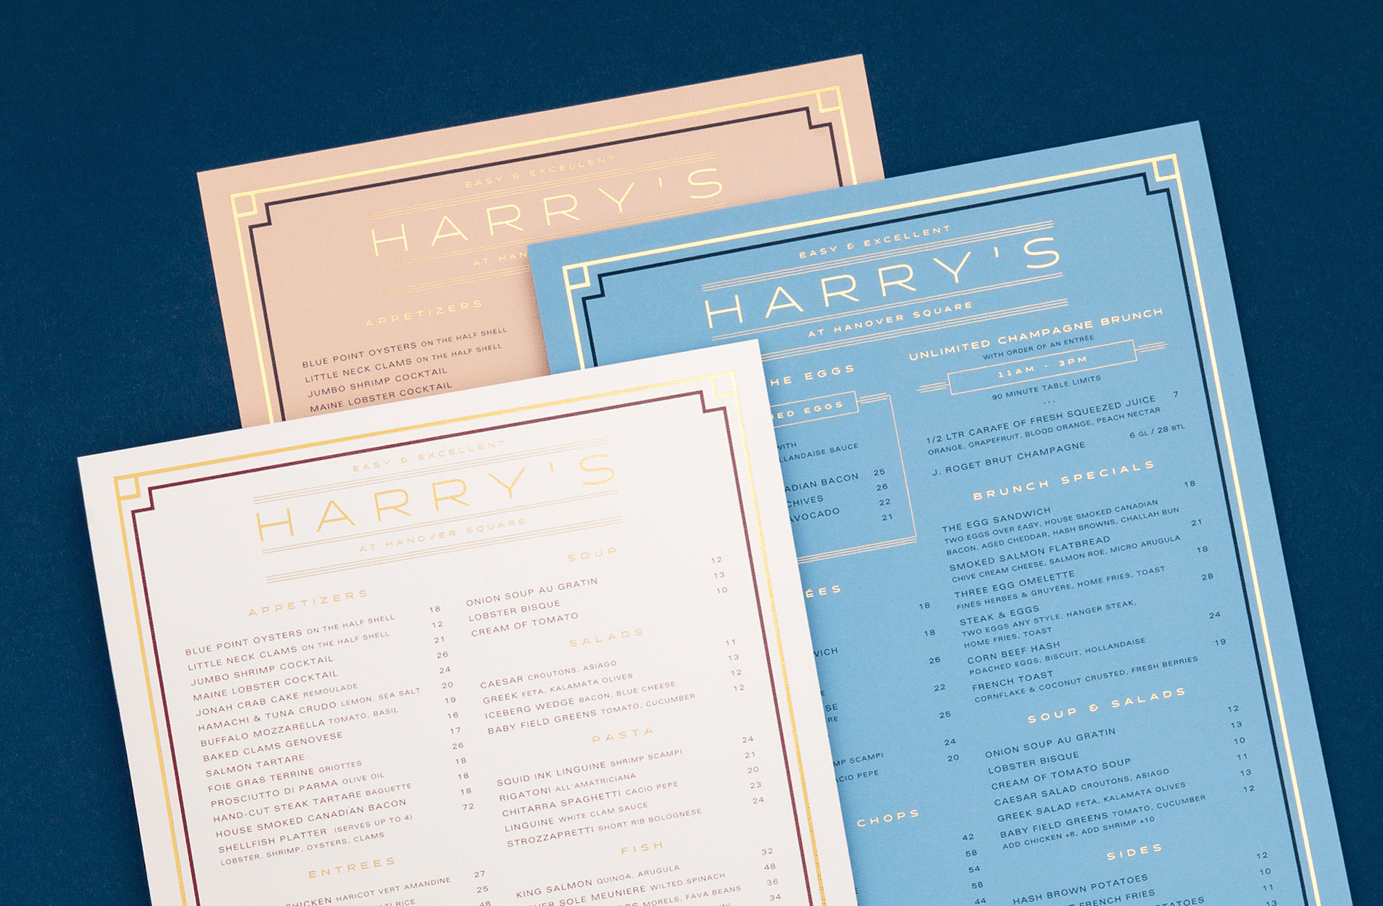 EASY & EXCELLENT
HARRY'S
AT HAN
APPETIZERS
BLUE POINT OYSTERS ON THE HALF SHELL
LITTLE NECK CLAMS ON THE HALF SHELL
JUMBO SHRIMP COCKTAIL
MAINE LOBSTER COCKTAIL
EASY & EXCELLENT
HARRY'S
AT HANOVER SQUARE
HE EGGS
ED EGGS
WITH
LLANDAISE SAUCE
ADIAN BACON 25
CHIVES 26
AVOCADO 22
21
ÉES
18
18
WICH
26
22
SE
RE 25
24
MP SCAMPI 20
ACIO PEPE
CHOPS
42
58
54
58
44
UNLIMITED CHAMPAGNE BRUNCH
WITH ORDER OF AN ENTRÉE
11AM - 3PM
90 MINUTE TABLE LIMITS
...
1/2 LTR CARAFE OF FRESH SQUEEZED JUICE 7
ORANGE, GRAPEFRUIT, BLOOD ORANGE, PEACH NECTAR
J. ROGET BRUT CHAMPAGNE 6 GL / 28 BTL
BRUNCH SPECIALS
THE EGG SANDWICH 18
TWO EGGS OVER EASY, HOUSE SMOKED CANADIAN
BACON, AGED CHEDDAR, HASH BROWNS, CHALLAH BUN
SMOKED SALMON FLATBREAD 21
CHIVE CREAM CHEESE, SALMON ROE, MICRO ARUGULA
THREE EGG OMELETTE 18
FINES HERBES & GRUYÈRE, HOME FRIES, TOAST
STEAK & EGGS 28
TWO EGGS ANY STYLE, HANGER STEAK,
HOME FRIES, TOAST
CORN BEEF HASH 24
POACHED EGGS, BISCUIT, HOLLANDAISE
FRENCH TOAST 19
CORNFLAKE & COCONUT CRUSTED, FRESH BERRIES
SOUP & SALADS
ONION SOUP AU GRATIN 12
LOBSTER BISQUE 13
CREAM OF TOMATO SOUP 10
CAESAR SALAD CROUTONS, ASIAGO 11
GREEK SALAD FETA, KALAMATA OLIVES 13
BABY FIELD GREENS TOMATO, CUCUMBER 12
ADD CHICKEN +8, ADD SHRIMP +10
SIDES
HASH BROWN POTATOES 12
FRENCH FRIES 10
POTATOES 11
EASY & EXCELLENT
HARRY'S
AT HANOVER SQUARE
APPETIZERS
BLUE POINT OYSTERS ON THE HALF SHELL 18
LITTLE NECK CLAMS ON THE HALF SHELL 12
JUMBO SHRIMP COCKTAIL 21
MAINE LOBSTER COCKTAIL 26
JONAH CRAB CAKE REMOULADE 24
HAMACHI & TUNA CRUDO LEMON, SEA SALT 20
BUFFALO MOZZARELLA TOMATO, BASIL 19
BAKED CLAMS GENOVESE 16
SALMON TARTARE 17
FOIE GRAS TERRINE GRIOTTES 26
PROSCIUTTO DI PARMA OLIVE OIL 18
HAND-CUT STEAK TARTARE BAGUETTE 18
HOUSE SMOKED CANADIAN BACON 18
SHELLFISH PLATTER (SERVES UP TO 4) 72
LOBSTER, SHRIMP, OYSTERS, CLAMS
ENTREES
CHICKEN HARICOT VERT AMANDINE 27
RICE 25
48
SOUP
ONION SOUP AU GRATIN 12
LOBSTER BISQUE 13
CREAM OF TOMATO 10
SALADS
CAESAR CROUTONS, ASIAGO 11
GREEK FETA, KALAMATA OLIVES 13
ICEBERG WEDGE BACON, BLUE CHEESE 12
BABY FIELD GREENS TOMATO, CUCUMBER 12
PASTA
SQUID INK LINGUINE SHRIMP SCAMPI 24
RIGATONI ALL'AMATRICIANA 21
CHITARRA SPAGHETTI CACIO PEPE 20
LINGUINE WHITE CLAM SAUCE 23
STROZZAPRETTI SHORT RIB BOLOGNESE 24
FISH
KING SALMON QUINOA, ARUGULA 32
VER SOLE MEUNIERE WILTED SPINACH 48
MORELS, FAVA BEANS 36
34